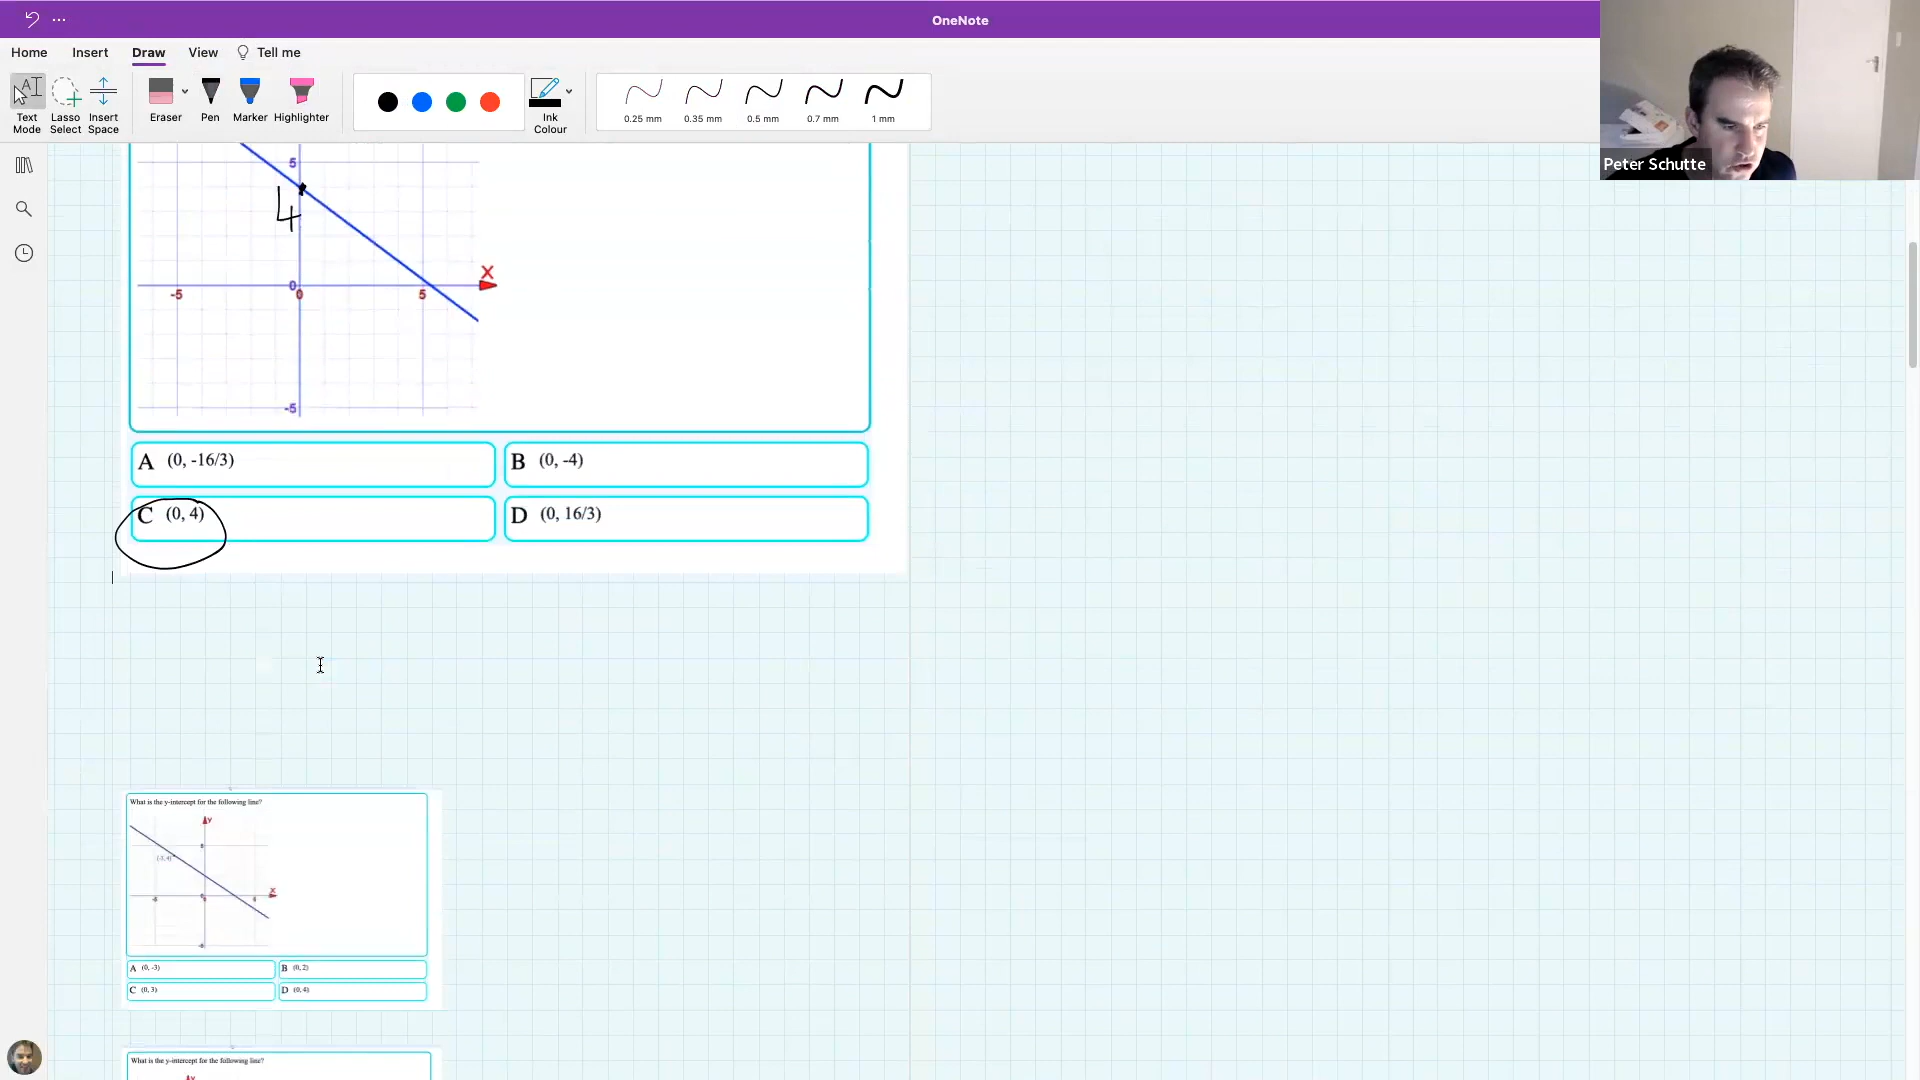 OneNote
Home Insert Draw View Tell me
Text Mode
Lasso Select
Insert Space
Eraser
Pen
Marker
Highlighter
Ink Colour
0.25 mm
0.35 mm
0.5 mm
0.7 mm
1 mm
Peter Schutte
5
4
X
0
-5 0 5
-5
A (0, -16/3)
B (0, -4)
C (0, 4)
D (0, 16/3)
What is the y-intercept for the following line?
y
X
A (0, -3)
B (0, 2)
C (0, 3)
D (0, 4)
What is the y-intercept for the following line?